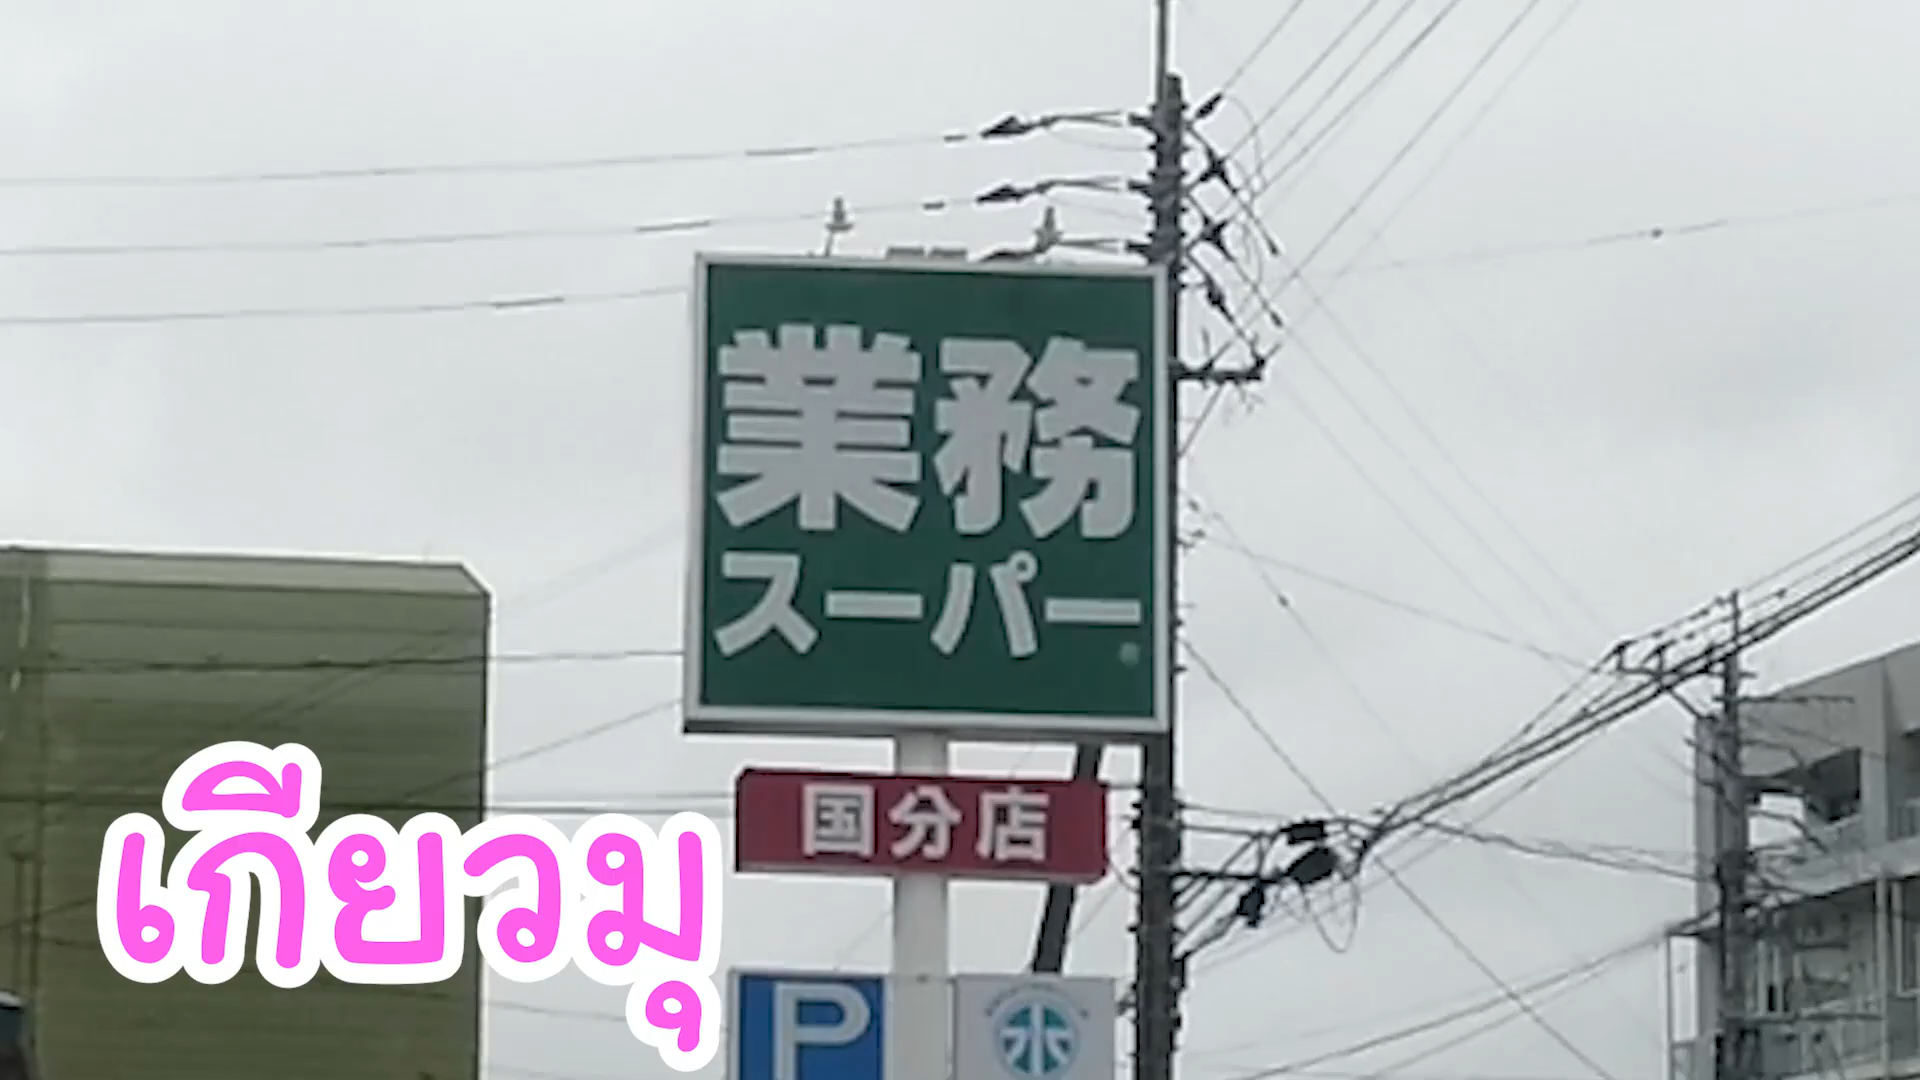 業務
スーパー
国分店
เกียวมุ
P